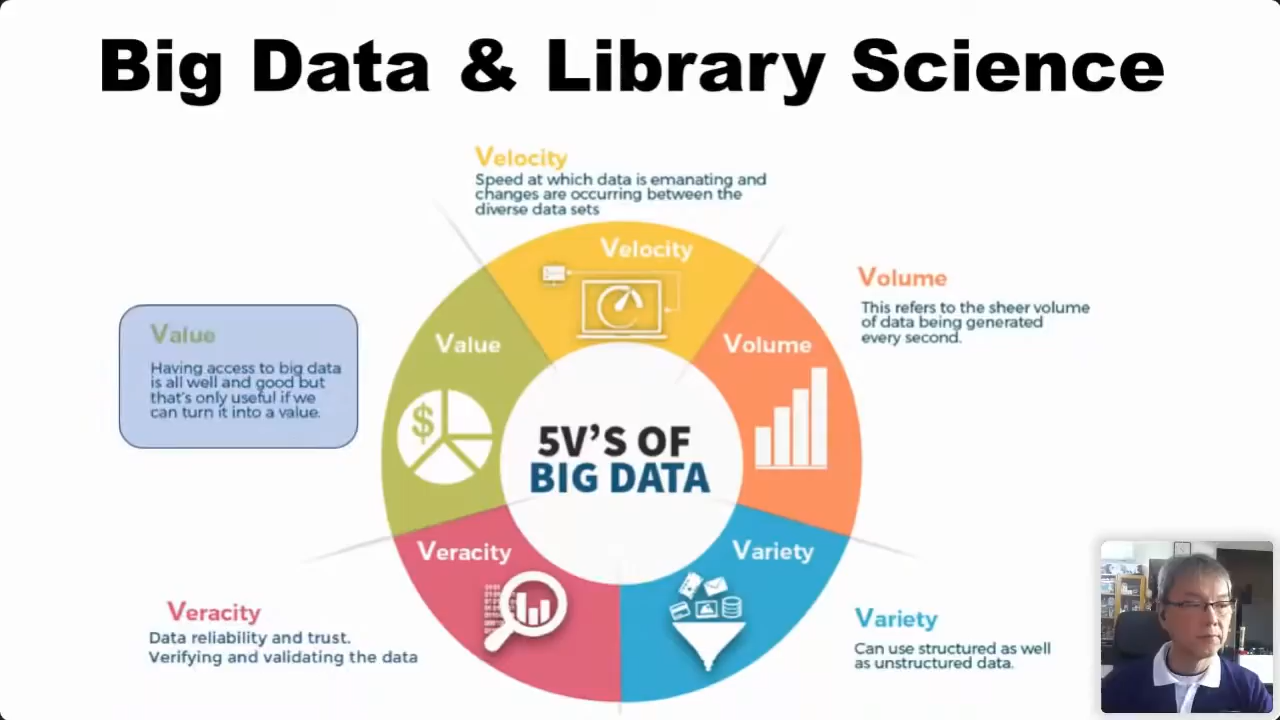 Big Data & Library Science
Velocity
Speed at which data is emanating and
changes are occurring between the
diverse data sets
Velocity
Volume
This refers to the sheer volume
of data being generated
every second.
Value
Having access to big data
is all well and good but
that's only useful if we
can turn it into a value.
Value
$
Volume
5V'S OF
BIG DATA
Veracity
Variety
Veracity
Data reliability and trust.
Verifying and validating the data
Variety
Can use structured as well
as unstructured data.